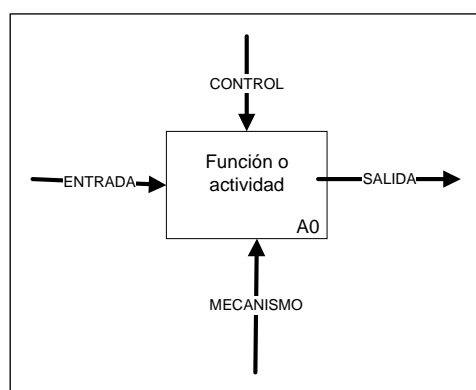 CONTROL
Función o
actividad
ENTRADA
SALIDA
A0
MECANISMO